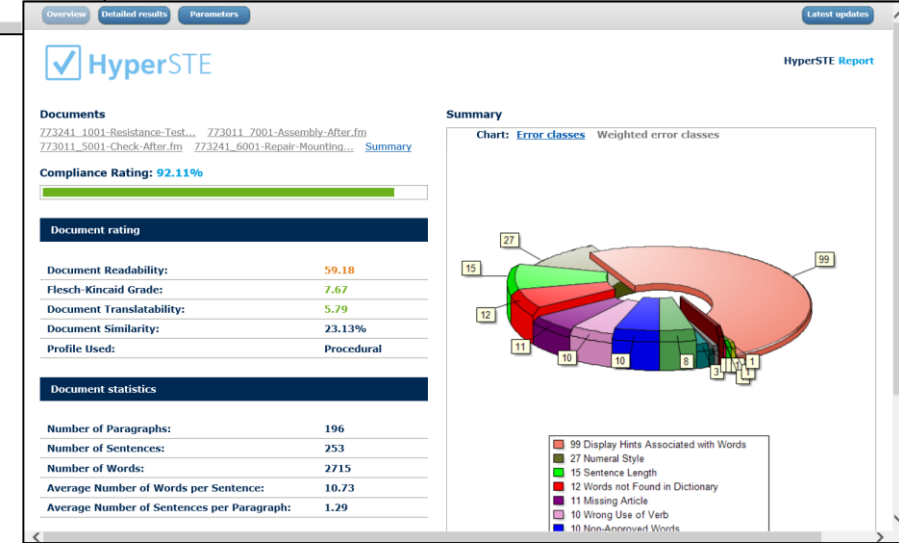 Overview Detailed results Parameters Latest updates
HyperSTE
HyperSTE Report
Documents
773241_1001-Resistance-Test... 773011_7001-Assembly-After.fm
773011_5001-Check-After.fm 773241_6001-Repair-Mounting... Summary
Compliance Rating: 92.11%
Document rating
Document Readability: 59.18
Flesch-Kincaid Grade: 7.67
Document Translatability: 5.79
Document Similarity: 23.13%
Profile Used: Procedural
Document statistics
Number of Paragraphs: 196
Number of Sentences: 253
Number of Words: 2715
Average Number of Words per Sentence: 10.73
Average Number of Sentences per Paragraph: 1.29
Summary
Chart: Error classes Weighted error classes
27
99
15
12
11
10
10
8
3
1
1
1
99 Display Hints Associated with Words
27 Numeral Style
15 Sentence Length
12 Words not Found in Dictionary
11 Missing Article
10 Wrong Use of Verb
10 Non-Approved Words